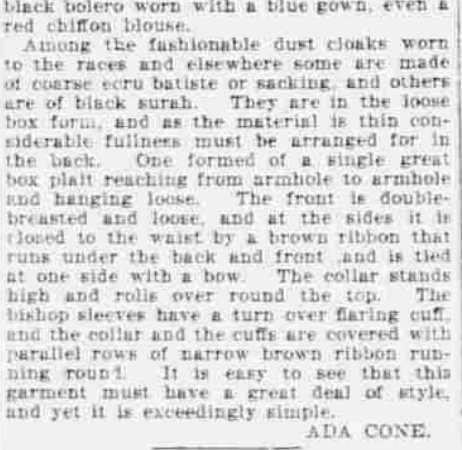 black bolero worn with a blue gown, even a
red chiffon blouse.
Among the fashionable dust cloaks worn
to the races and elsewhere some are made
of coarse ecru batiste or sacking, and others
are of black surah. They are in the loose
box form, and as the material is thin con-
siderable fullness must be arranged for in
the back. One formed of a single great
box plait reaching from armhole to armhole
and hanging loose. The front is double-
breasted and loose, and at the sides it is
closed to the waist by a brown ribbon that
runs under the back and front ,and is tied
at one side with a bow. The collar stands
high and rolls over round the top. The
bishop sleeves have a turn over flaring cuff,
and the collar and the cuffs are covered with
parallel rows of narrow brown ribbon run-
ning round. It is easy to see that this
garment must have a great deal of style,
and yet it is exceedingly simple.
ADA CONE.